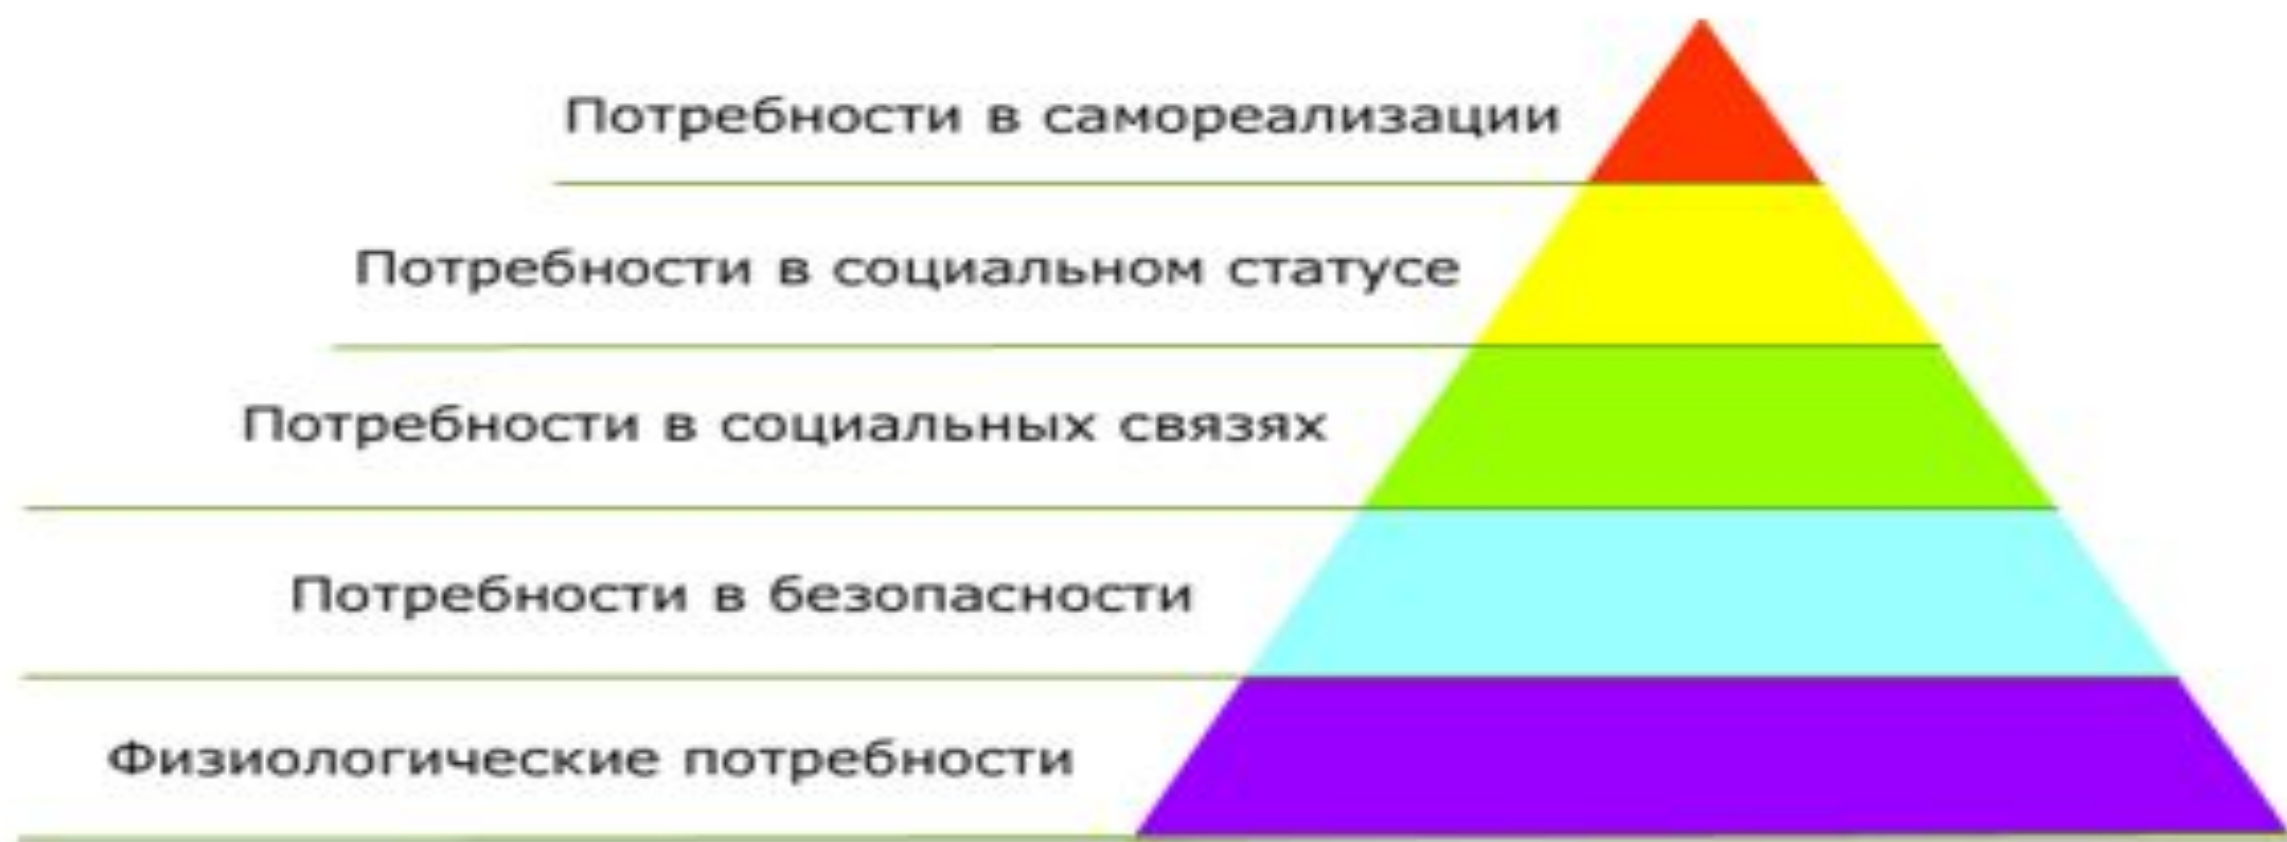 Потребности в самореализации
Потребности в социальном статусе
Потребности в социальных связях
Потребности в безопасности
Физиологические потребности